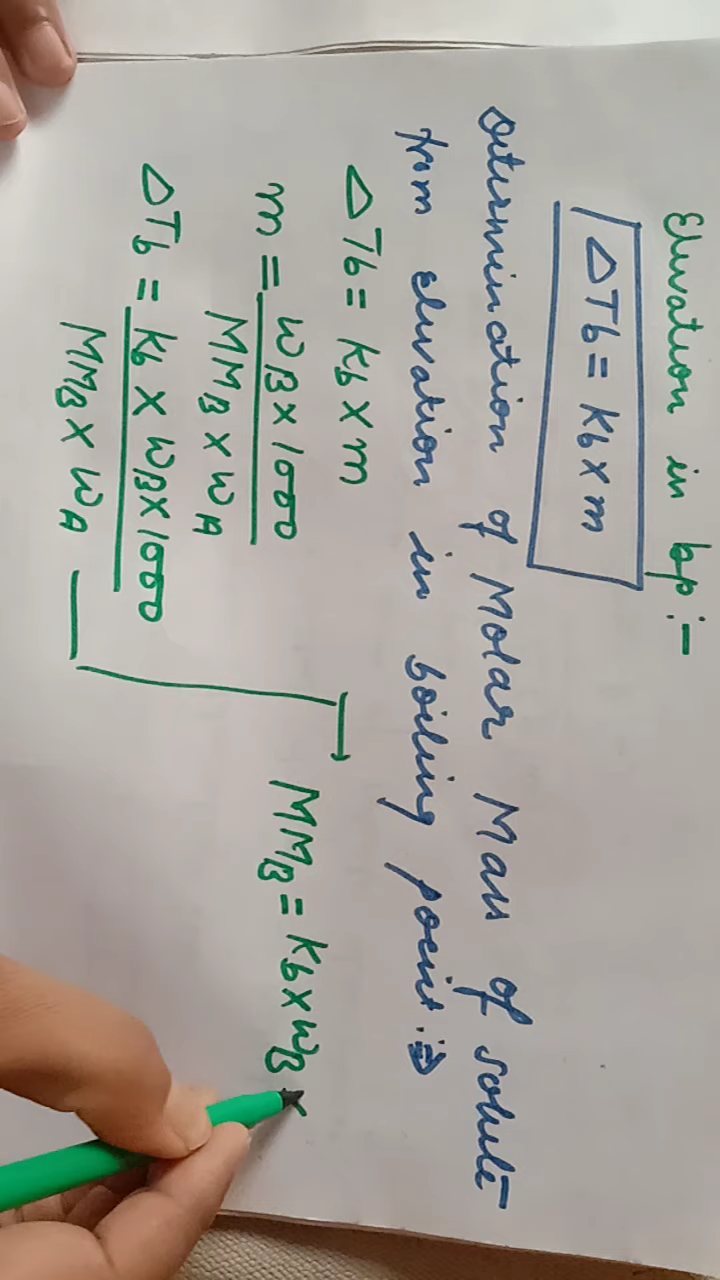 Elevation in bp :-
ΔTb = Kb × m
Determination of Molar Mass of solute
from elevation in boiling point :⇒
ΔTb = Kb × m
m = WB × 1000
MMB × WA
ΔTb = Kb × WB × 1000
MMB × WA
→ MMB = Kb × WB ×